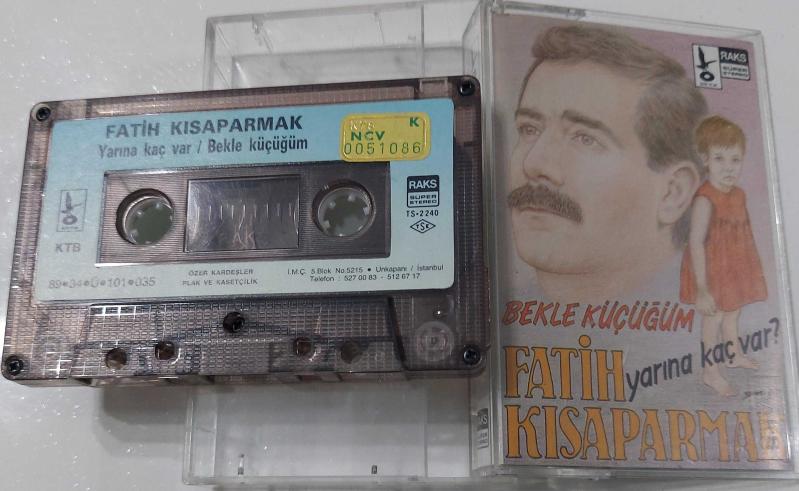 FATİH KISAPARMAK
Yarına kaç var / Bekle küçüğüm
KTB K
NCV
0051086
RAKS
SUPER
STEREO
TS-2240
TSE
KTB
89●34●Ü●101●035
ÖZER KARDEŞLER
PLAK VE KASETÇİLİK
İ.M.Ç. 5.Blok No.5215 ● Unkapanı / İstanbul
Telefon : 527 00 83 - 512 67 17
RAKS
SUPER
STEREO
BEKLE KÜÇÜĞÜM
yarına kaç var?
FATİH
KISAPARMAK